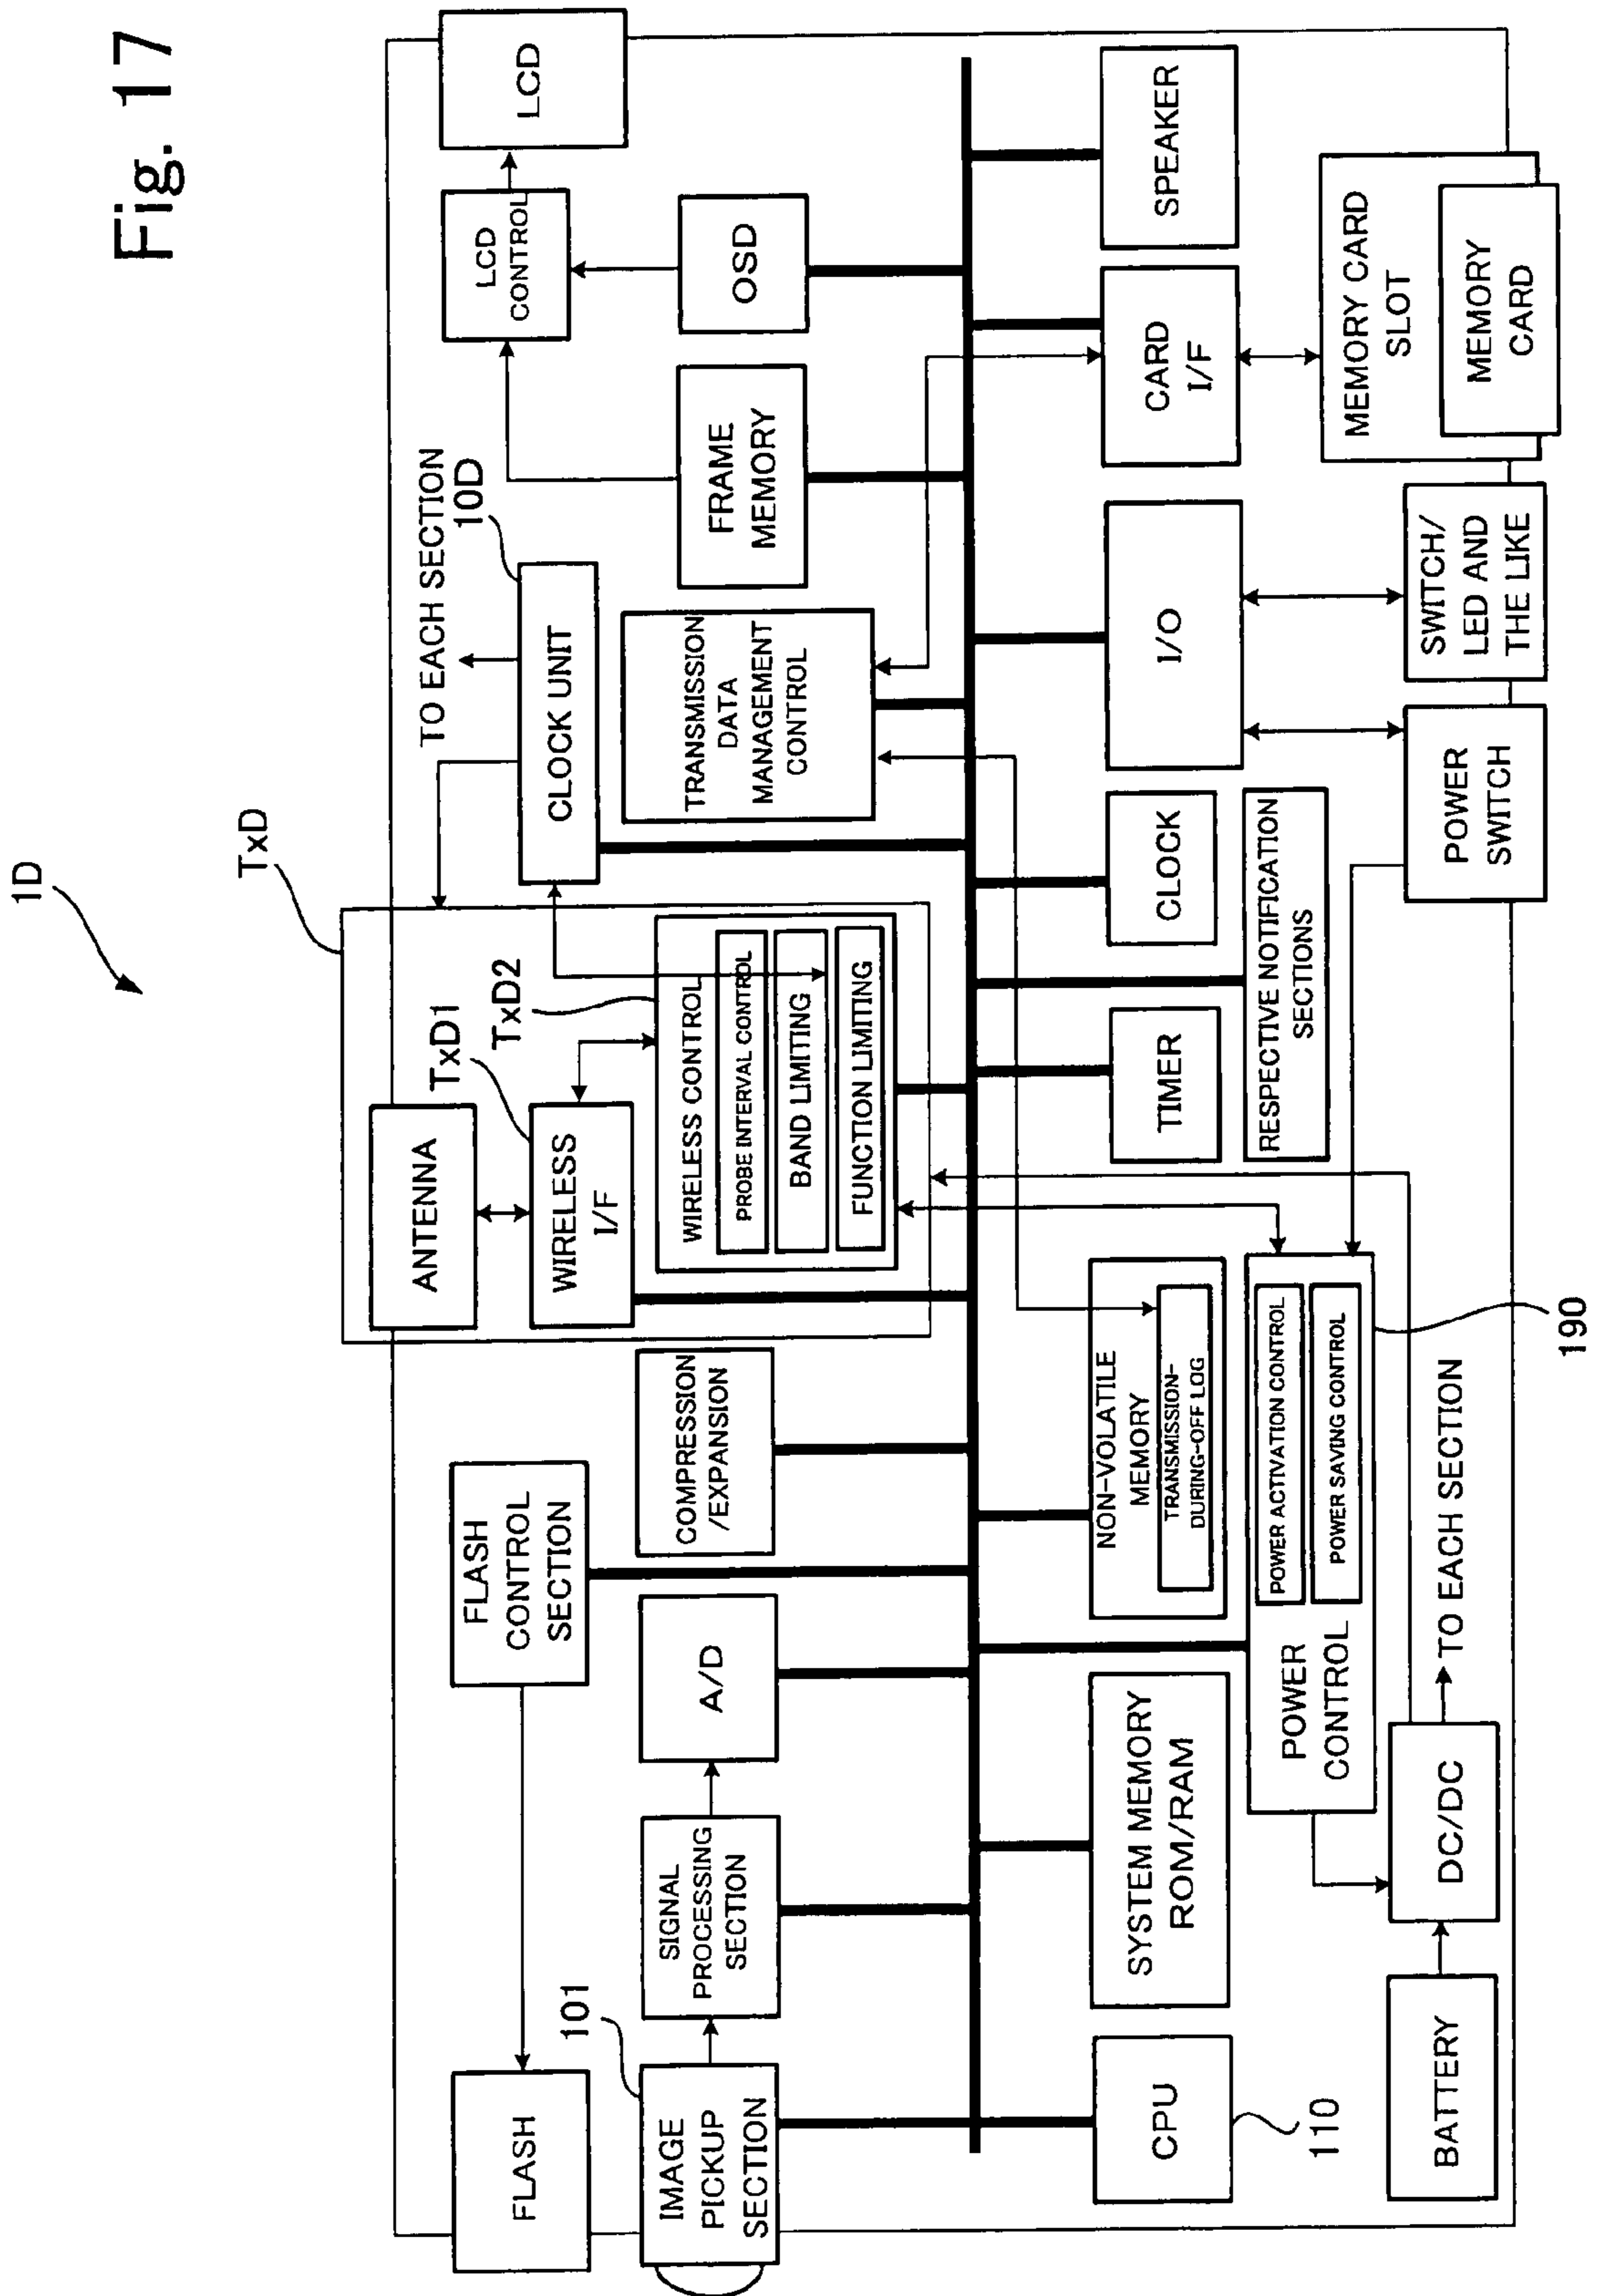 Fig. 17
1D
TxD
FLASH
FLASH
CONTROL
SECTION
ANTENNA
TxD1
TxD2
WIRELESS
I/F
WIRELESS CONTROL
PROBE INTERVAL CONTROL
BAND LIMITING
FUNCTION LIMITING
TO EACH SECTION
10D
CLOCK UNIT
LCD
CONTROL
LCD
101
IMAGE
PICKUP
SECTION
SIGNAL
PROCESSING
SECTION
A/D
COMPRESSION
/EXPANSION
TRANSMISSION
DATA
MANAGEMENT
CONTROL
FRAME
MEMORY
OSD
CPU
110
SYSTEM MEMORY
ROM/RAM
NON-VOLATILE
MEMORY
TRANSMISSION-
DURING-OFF LOG
TIMER
CLOCK
I/O
CARD
I/F
SPEAKER
POWER
CONTROL
POWER ACTIVATION CONTROL
POWER SAVING CONTROL
190
RESPECTIVE NOTIFICATION
SECTIONS
BATTERY
DC/DC
TO EACH SECTION
POWER
SWITCH
SWITCH/
LED AND
THE LIKE
MEMORY CARD
SLOT
MEMORY
CARD